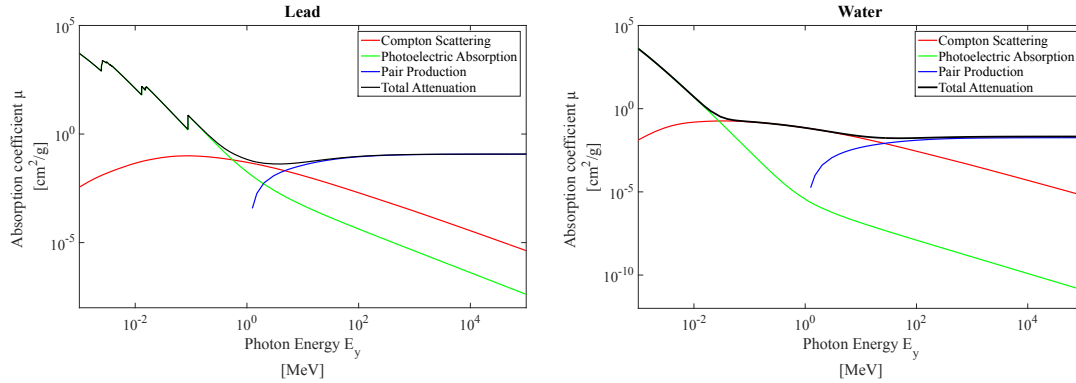 Lead
10^5
10^0
10^-5
Absorption coefficient μ
[cm^2/g]
Compton Scattering
Photoelectric Absorption
Pair Production
Total Attenuation
10^-2
10^0
10^2
10^4
Photon Energy E_y
[MeV]
Water
10^5
10^0
10^-5
10^-10
Absorption coefficient μ
[cm^2/g]
Compton Scattering
Photoelectric Absorption
Pair Production
Total Attenuation
10^-2
10^0
10^2
10^4
Photon Energy E_y
[MeV]